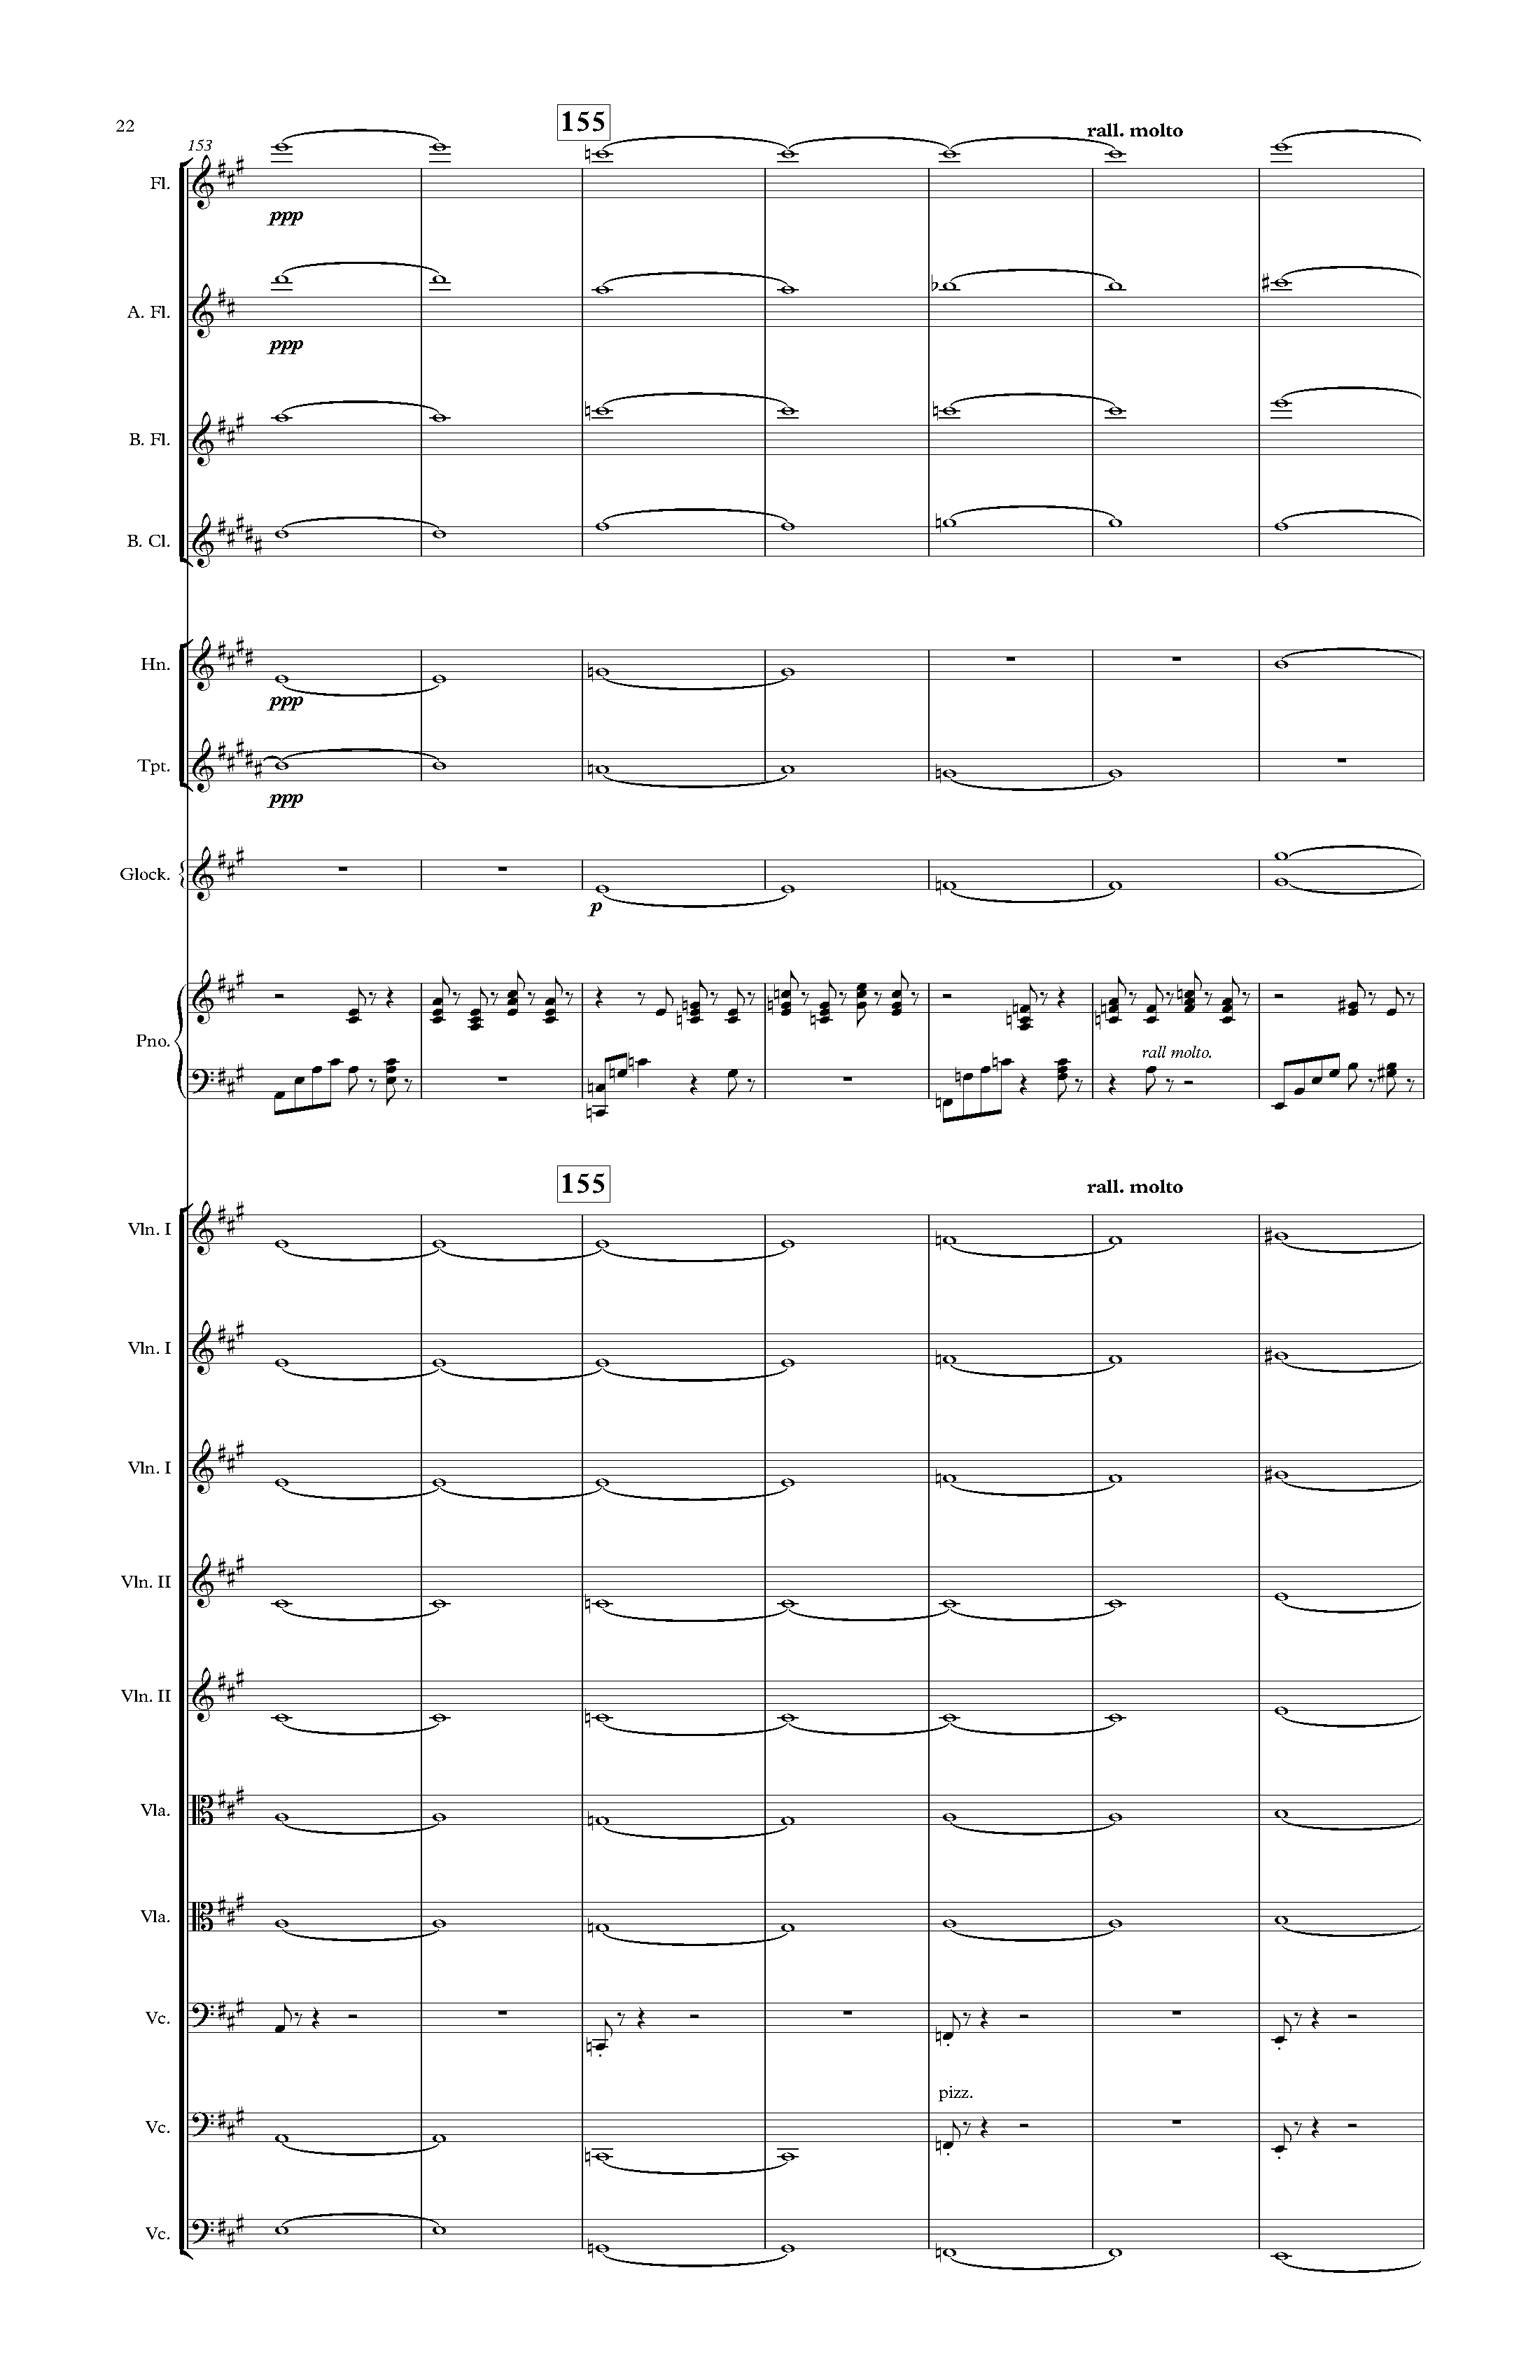 22
155
rall. molto
153
Fl.
ppp
A. Fl.
ppp
B. Fl.
B. Cl.
Hn.
ppp
Tpt.
ppp
Glock.
p
Pno.
rall molto.
155
rall. molto
Vln. I
Vln. I
Vln. I
Vln. II
Vln. II
Vla.
Vla.
Vc.
pizz.
Vc.
Vc.